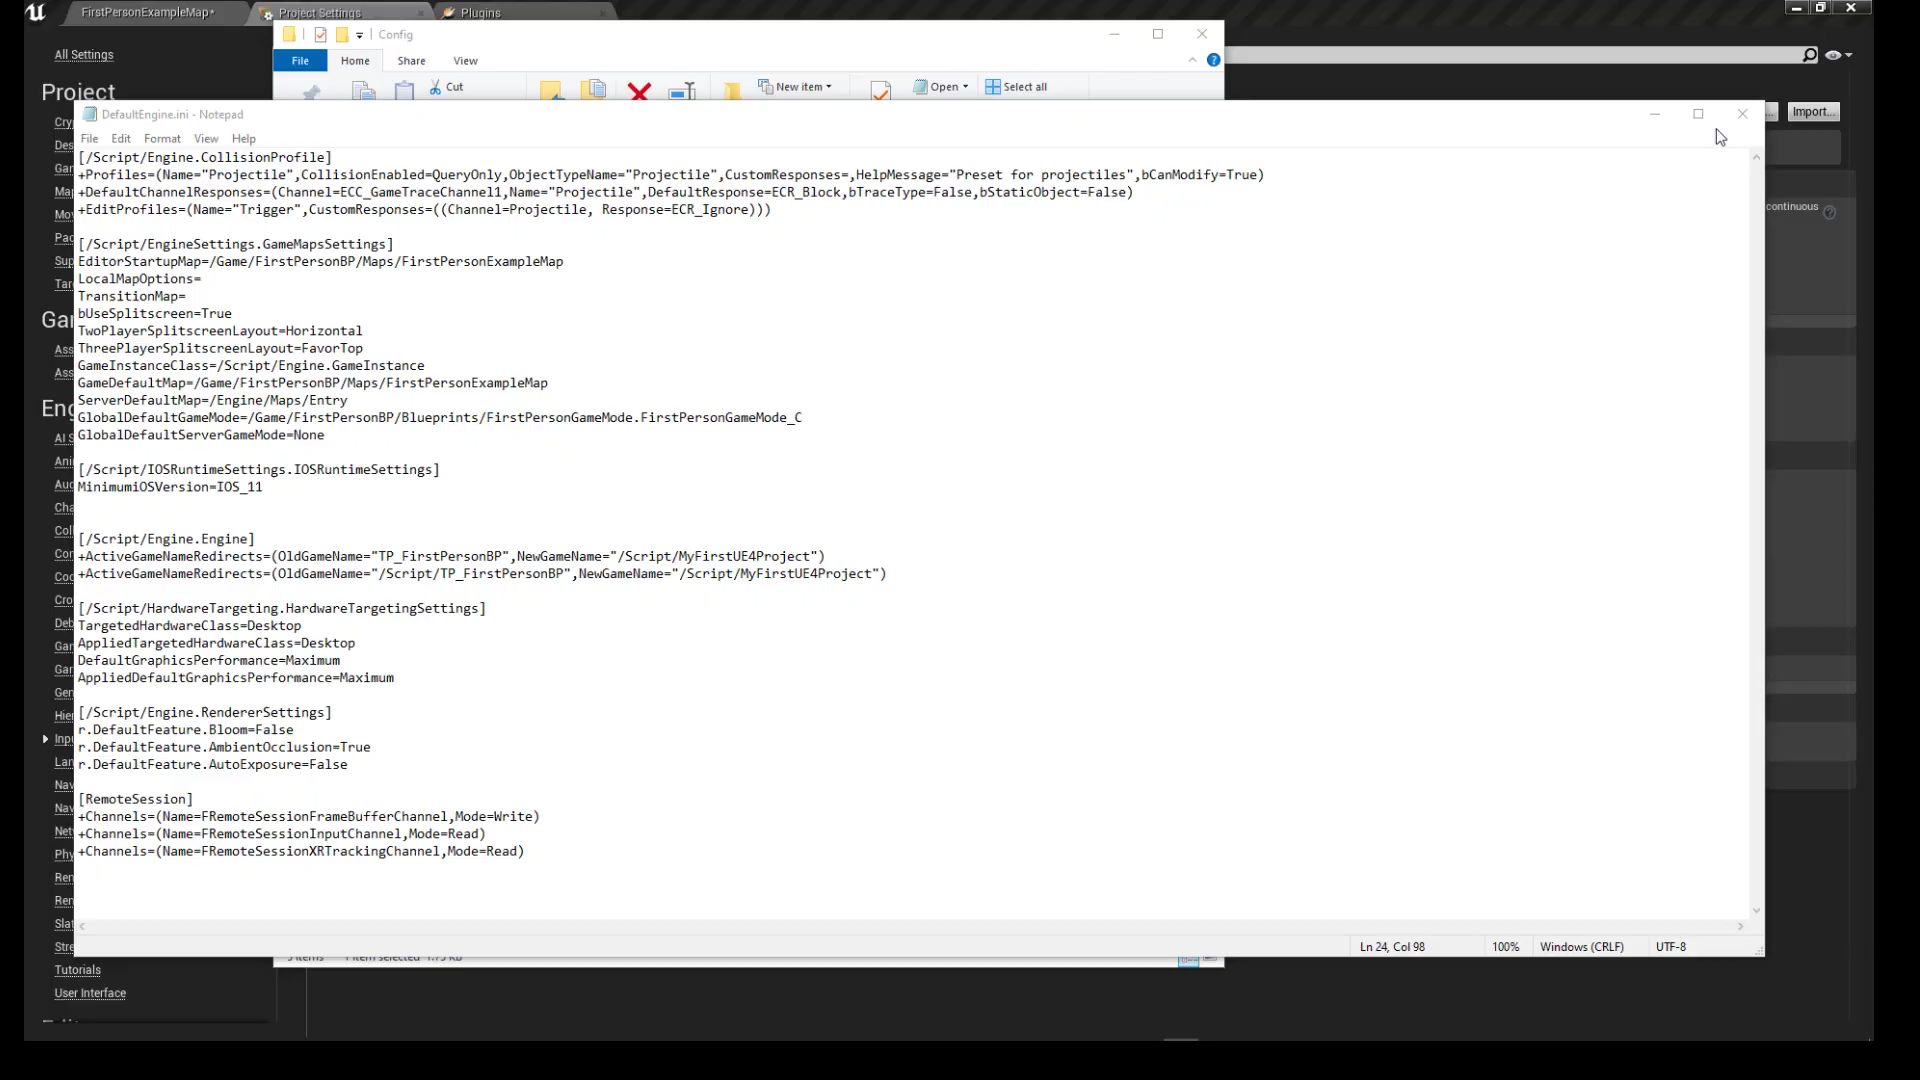 FirstPersonExampleMap*
Project Settings
Plugins
Config
All Settings
File Home Share View
Project
Cut
New item
Open
Select all
Import...
DefaultEngine.ini - Notepad
File Edit Format View Help
[/Script/Engine.CollisionProfile]
+Profiles=(Name="Projectile",CollisionEnabled=QueryOnly,ObjectTypeName="Projectile",CustomResponses=,HelpMessage="Preset for projectiles",bCanModify=True)
+DefaultChannelResponses=(Channel=ECC_GameTraceChannel1,Name="Projectile",DefaultResponse=ECR_Block,bTraceType=False,bStaticObject=False)
+EditProfiles=(Name="Trigger",CustomResponses=((Channel=Projectile, Response=ECR_Ignore)))
continuous
[/Script/EngineSettings.GameMapsSettings]
EditorStartupMap=/Game/FirstPersonBP/Maps/FirstPersonExampleMap
LocalMapOptions=
TransitionMap=
bUseSplitscreen=True
TwoPlayerSplitscreenLayout=Horizontal
ThreePlayerSplitscreenLayout=FavorTop
GameInstanceClass=/Script/Engine.GameInstance
GameDefaultMap=/Game/FirstPersonBP/Maps/FirstPersonExampleMap
ServerDefaultMap=/Engine/Maps/Entry
GlobalDefaultGameMode=/Game/FirstPersonBP/Blueprints/FirstPersonGameMode.FirstPersonGameMode_C
GlobalDefaultServerGameMode=None
[/Script/IOSRuntimeSettings.IOSRuntimeSettings]
MinimumiOSVersion=IOS_11
[/Script/Engine.Engine]
+ActiveGameNameRedirects=(OldGameName="TP_FirstPersonBP",NewGameName="/Script/MyFirstUE4Project")
+ActiveGameNameRedirects=(OldGameName="/Script/TP_FirstPersonBP",NewGameName="/Script/MyFirstUE4Project")
[/Script/HardwareTargeting.HardwareTargetingSettings]
TargetedHardwareClass=Desktop
AppliedTargetedHardwareClass=Desktop
DefaultGraphicsPerformance=Maximum
AppliedDefaultGraphicsPerformance=Maximum
[/Script/Engine.RendererSettings]
r.DefaultFeature.Bloom=False
r.DefaultFeature.AmbientOcclusion=True
r.DefaultFeature.AutoExposure=False
[RemoteSession]
+Channels=(Name=FRemoteSessionFrameBufferChannel,Mode=Write)
+Channels=(Name=FRemoteSessionInputChannel,Mode=Read)
+Channels=(Name=FRemoteSessionXRTrackingChannel,Mode=Read)
Ln 24, Col 98
100%
Windows (CRLF)
UTF-8
Tutorials
User Interface